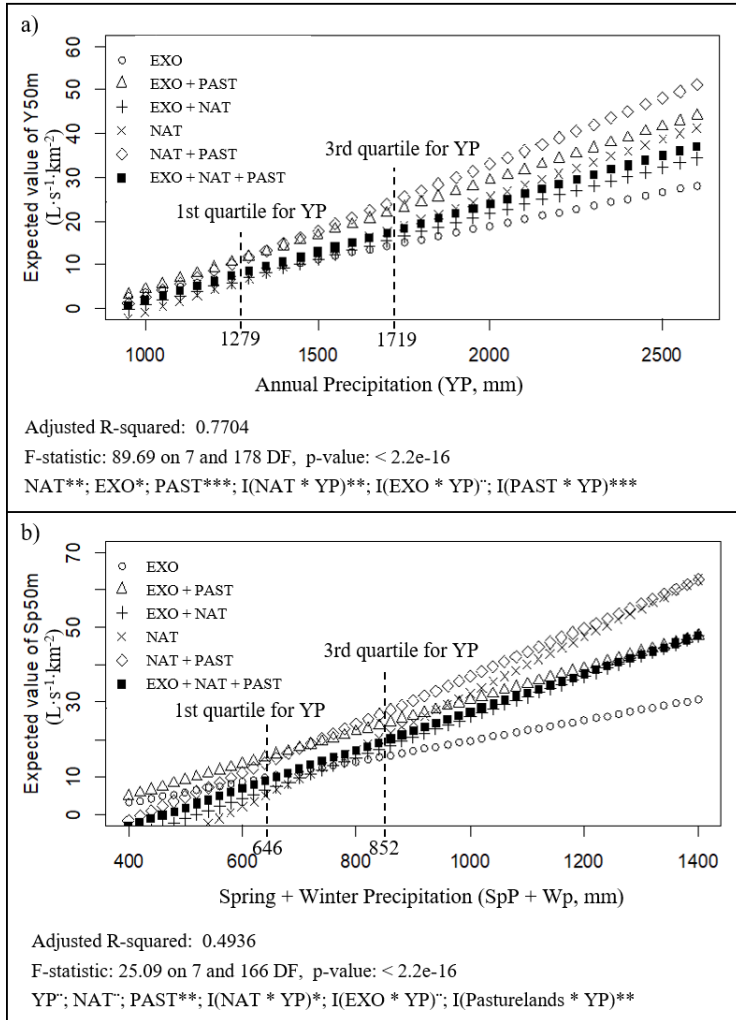 a)
60
50
40
30
20
10
0
Expected value of Y50m
(L·s⁻¹·km⁻²)
EXO
EXO + PAST
EXO + NAT
NAT
NAT + PAST
EXO + NAT + PAST
3rd quartile for YP
1st quartile for YP
1000 1500 2000 2500
1279 1719
Annual Precipitation (YP, mm)
Adjusted R-squared: 0.7704
F-statistic: 89.69 on 7 and 178 DF, p-value: < 2.2e-16
NAT**; EXO*; PAST***; I(NAT * YP)**; I(EXO * YP)¨; I(PAST * YP)***
b)
70
50
30
10
0
Expected value of Sp50m
(L·s⁻¹·km⁻²)
EXO
EXO + PAST
EXO + NAT
NAT
NAT + PAST
EXO + NAT + PAST
3rd quartile for YP
1st quartile for YP
400 600 800 1000 1200 1400
646 852
Spring + Winter Precipitation (SpP + Wp, mm)
Adjusted R-squared: 0.4936
F-statistic: 25.09 on 7 and 166 DF, p-value: < 2.2e-16
YP¨; NAT¨; PAST**; I(NAT * YP)*; I(EXO * YP)¨; I(Pasturelands * YP)**